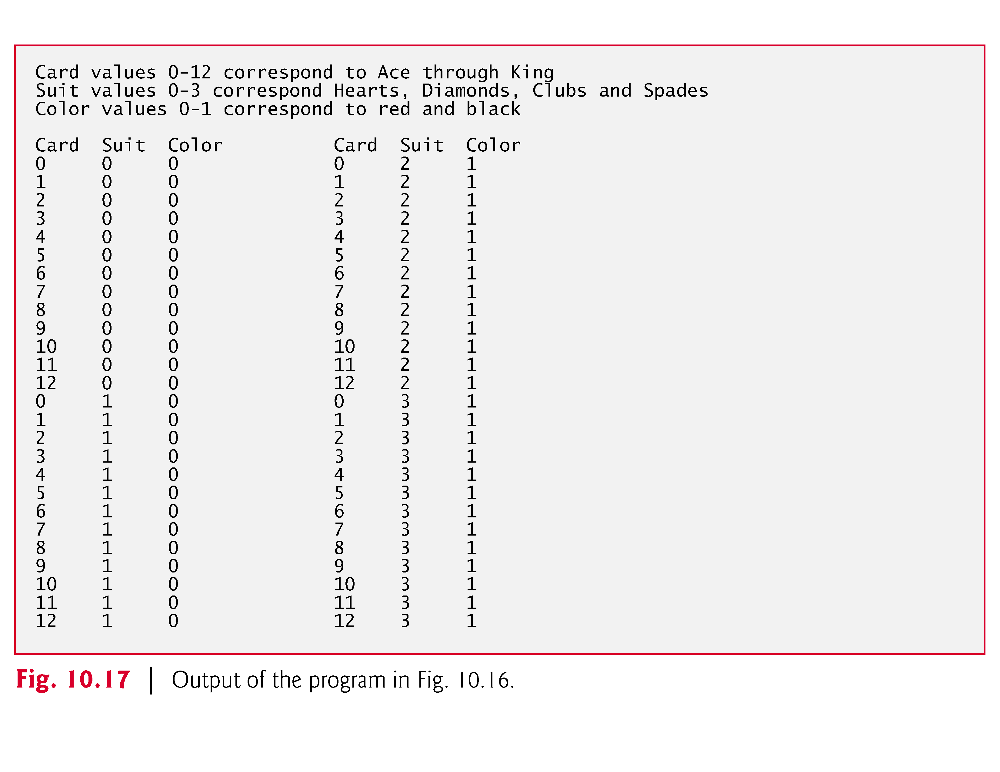 Card values 0-12 correspond to Ace through King
Suit values 0-3 correspond Hearts, Diamonds, Clubs and Spades
Color values 0-1 correspond to red and black
Card Suit Color Card Suit Color
0 0 0 0 2 1
1 0 0 1 2 1
2 0 0 2 2 1
3 0 0 3 2 1
4 0 0 4 2 1
5 0 0 5 2 1
6 0 0 6 2 1
7 0 0 7 2 1
8 0 0 8 2 1
9 0 0 9 2 1
10 0 0 10 2 1
11 0 0 11 2 1
12 0 0 12 2 1
0 1 0 0 3 1
1 1 0 1 3 1
2 1 0 2 3 1
3 1 0 3 3 1
4 1 0 4 3 1
5 1 0 5 3 1
6 1 0 6 3 1
7 1 0 7 3 1
8 1 0 8 3 1
9 1 0 9 3 1
10 1 0 10 3 1
11 1 0 11 3 1
12 1 0 12 3 1
Fig. 10.17 | Output of the program in Fig. 10.16.